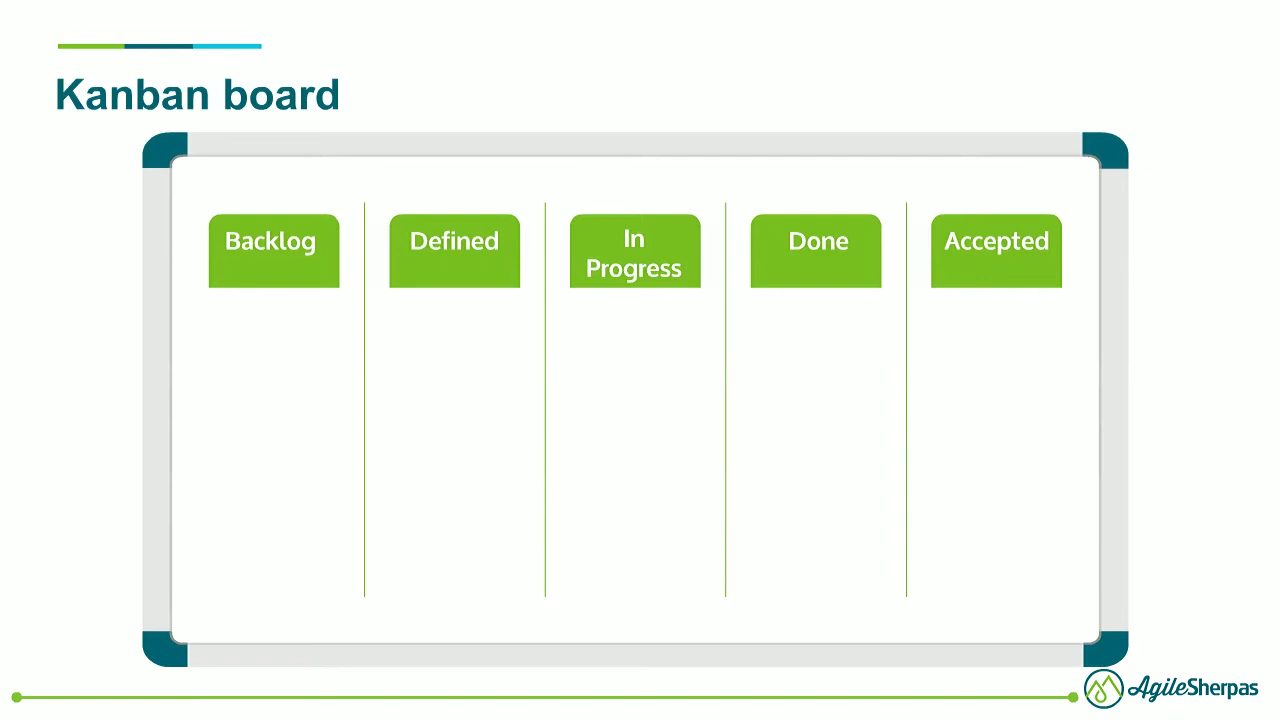 Kanban board
Backlog
Defined
In
Progress
Done
Accepted
AgileSherpas